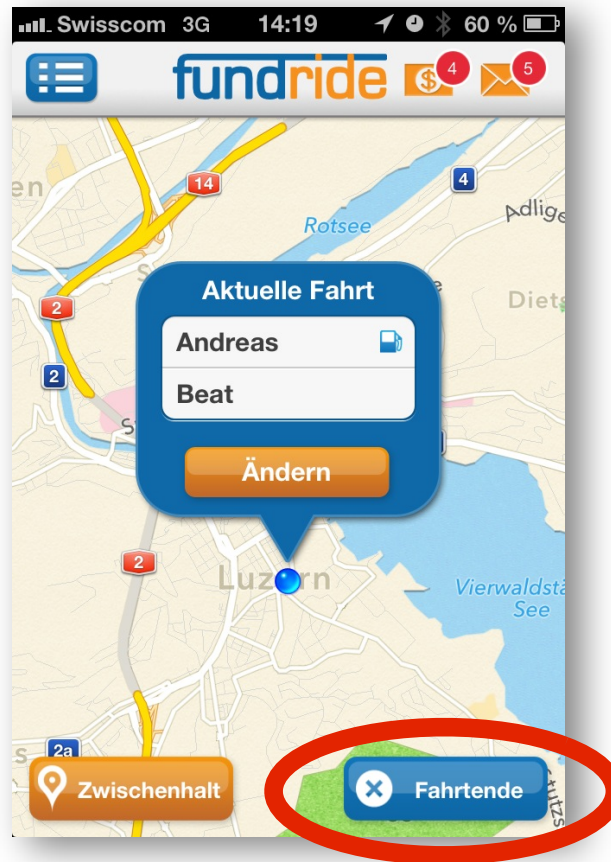 Swisscom 3G 14:19 60 %
fundride 4 5
14
4
Rotsee
Adlige
2
Diet
Aktuelle Fahrt
Andreas
2
Beat
Ändern
2
Luzern
Vierwaldstä
See
2a
Zwischenhalt
Fahrtende